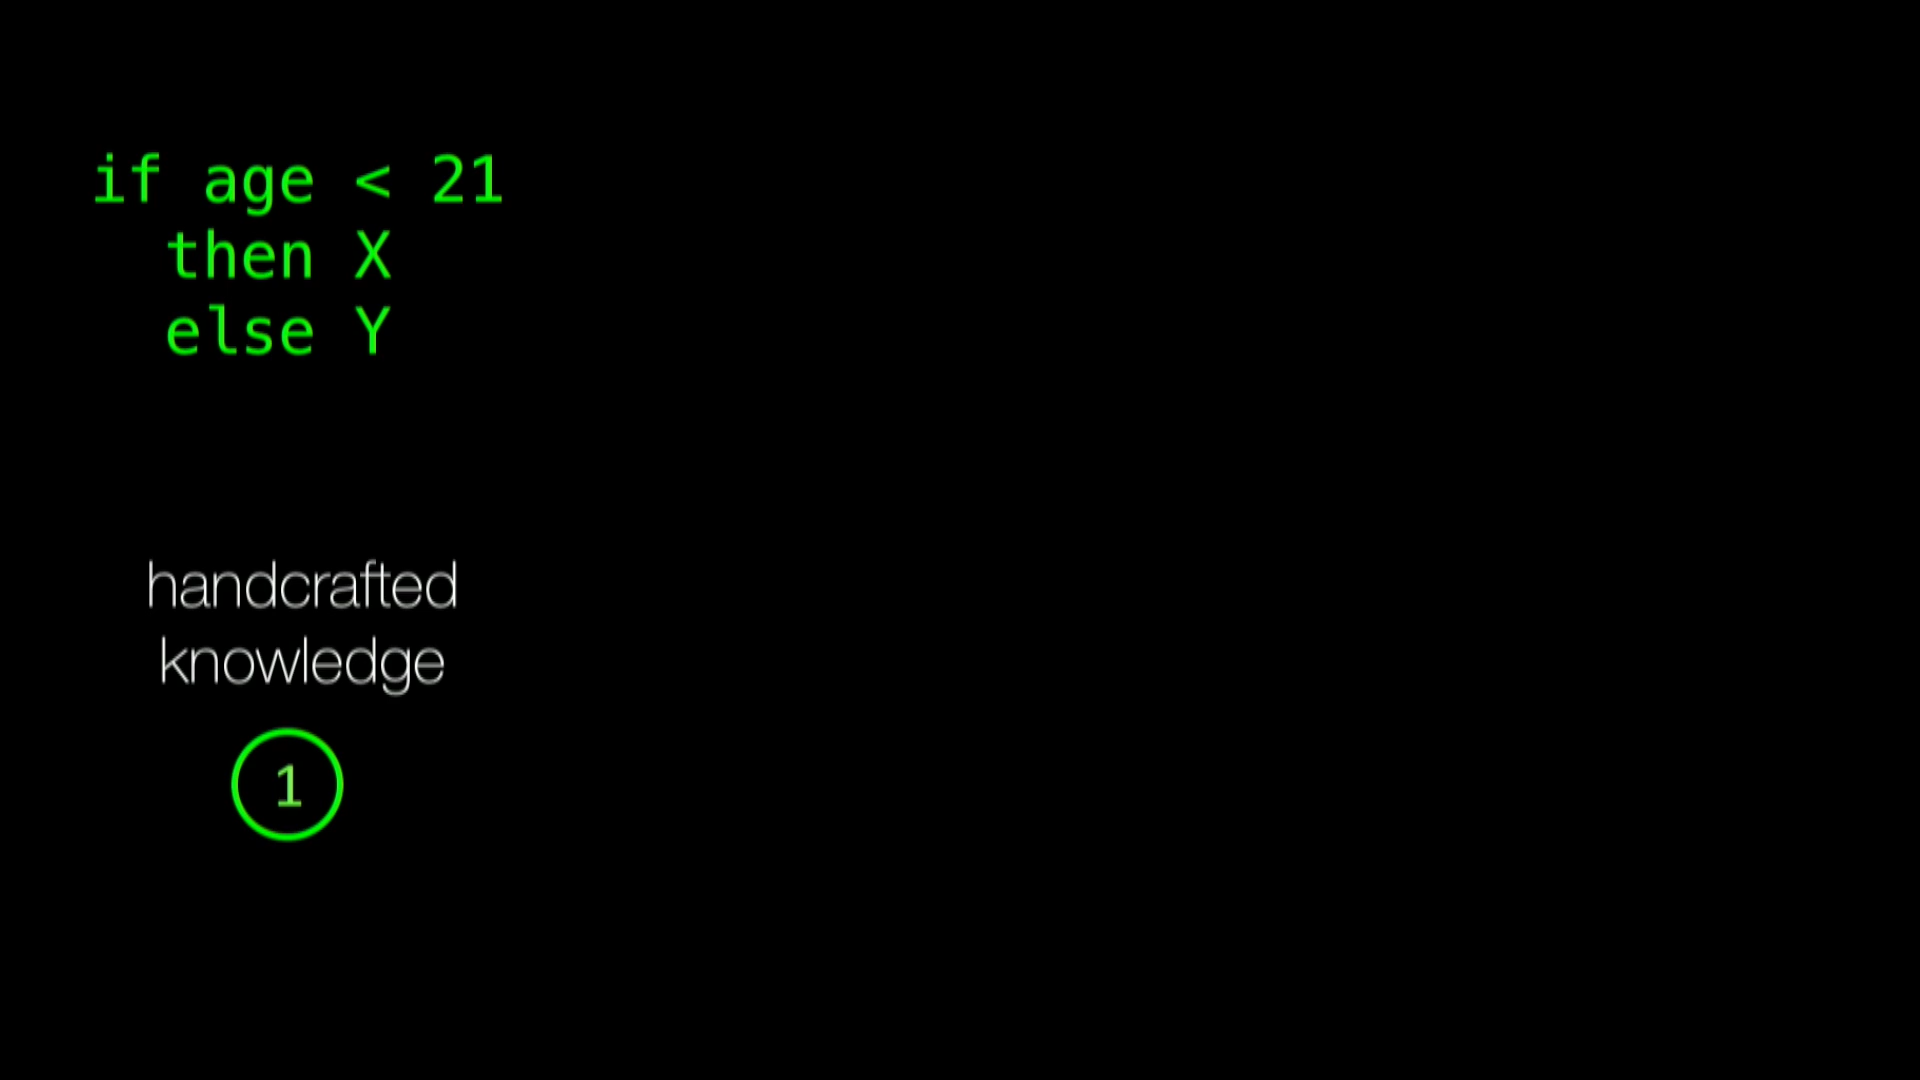 if age < 21
then X
else Y
handcrafted
knowledge
1